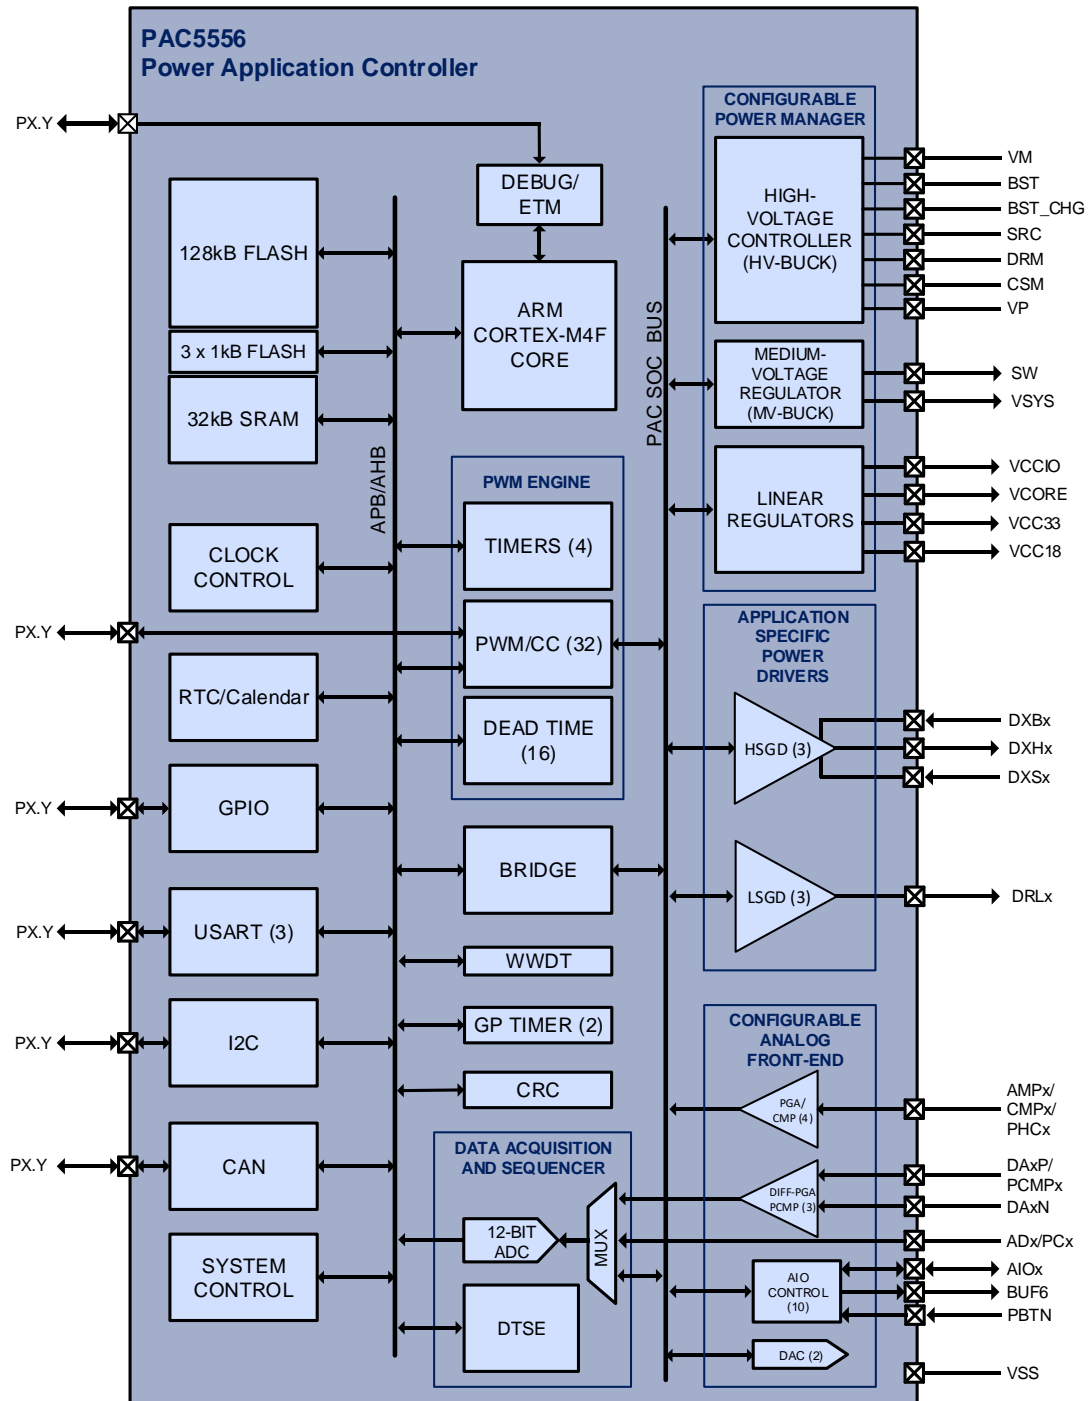 PAC5556
Power Application Controller
PX.Y
DEBUG/
ETM
128kB FLASH
3 x 1kB FLASH
32kB SRAM
ARM
CORTEX-M4F
CORE
APB/AHB
PAC SOC BUS
CLOCK
CONTROL
PX.Y
RTC/Calendar
PX.Y
GPIO
PX.Y
USART (3)
PX.Y
I2C
PX.Y
CAN
SYSTEM
CONTROL
PWM ENGINE
TIMERS (4)
PWM/CC (32)
DEAD TIME
(16)
BRIDGE
WWDT
GP TIMER (2)
CRC
DATA ACQUISITION
AND SEQUENCER
12-BIT
ADC
MUX
DTSE
CONFIGURABLE
POWER MANAGER
HIGH-
VOLTAGE
CONTROLLER
(HV-BUCK)
VM
BST
BST_CHG
SRC
DRM
CSM
VP
MEDIUM-
VOLTAGE
REGULATOR
(MV-BUCK)
SW
VSYS
LINEAR
REGULATORS
VCCIO
VCORE
VCC33
VCC18
APPLICATION
SPECIFIC
POWER
DRIVERS
HSGD (3)
DXBx
DXHx
DXSx
LSGD (3)
DRLx
CONFIGURABLE
ANALOG
FRONT-END
PGA/
CMP (4)
AMPx/
CMPx/
PHCx
DIFF-PGA
PCMP (3)
DAxP/
PCMPx
DAxN
ADx/PCx
AIO
CONTROL
(10)
AIOx
BUF6
PBTN
DAC (2)
VSS